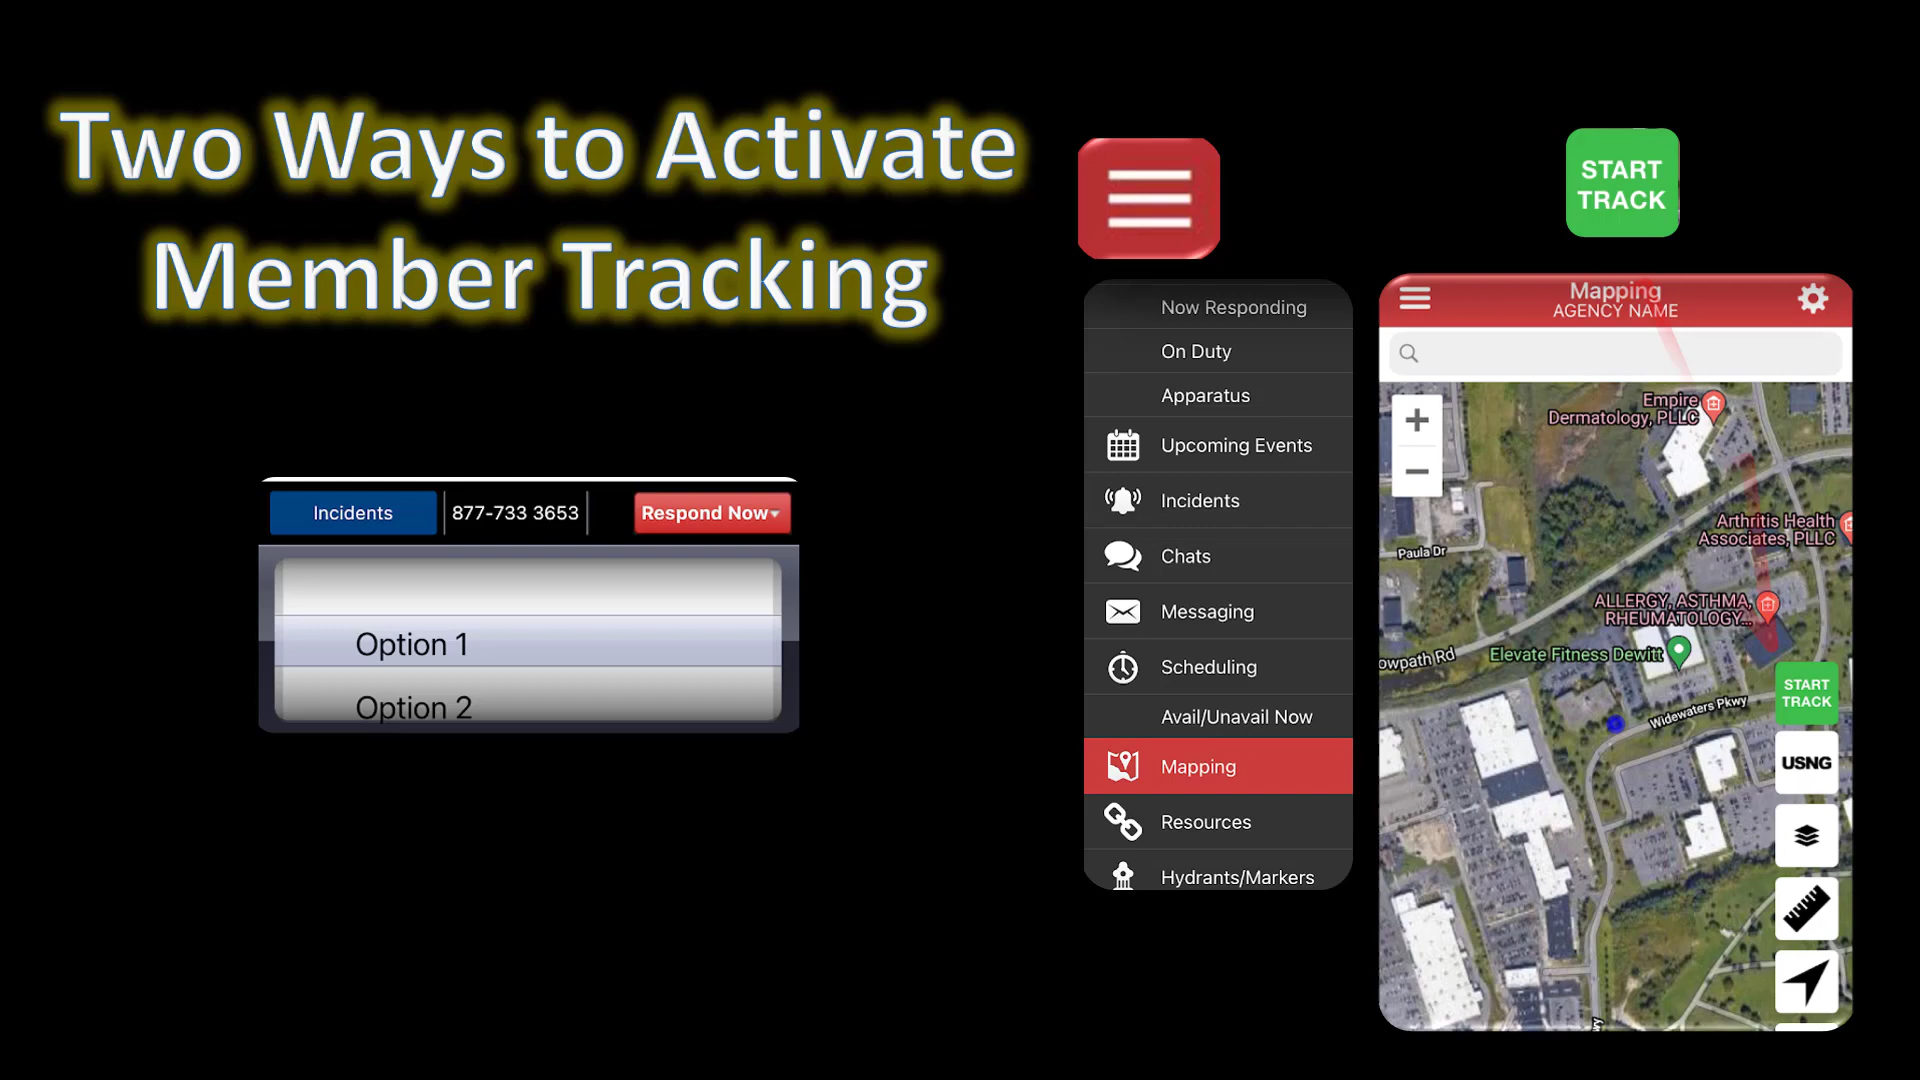 Two Ways to Activate
Member Tracking
Incidents
877-733 3653
Respond Now
Option 1
Option 2
START
TRACK
Now Responding
On Duty
Apparatus
Upcoming Events
Incidents
Chats
Messaging
Scheduling
Avail/Unavail Now
Mapping
Resources
Hydrants/Markers
Mapping
AGENCY NAME
Empire
Dermatology, PLLC
Arthritis Health
Associates, PLLC
Paula Dr
ALLERGY, ASTHMA,
RHEUMATOLOGY...
owpath Rd
Elevate Fitness Dewitt
Widewaters Pkwy
START
TRACK
USNG